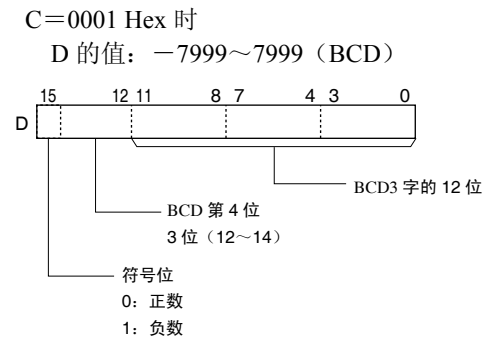 C＝0001 Hex 时
D 的值：－7999～7999（BCD）
15 12 11 8 7 4 3 0
D
BCD3 字的 12 位
BCD 第 4 位
3 位（12～14）
符号位
0：正数
1：负数